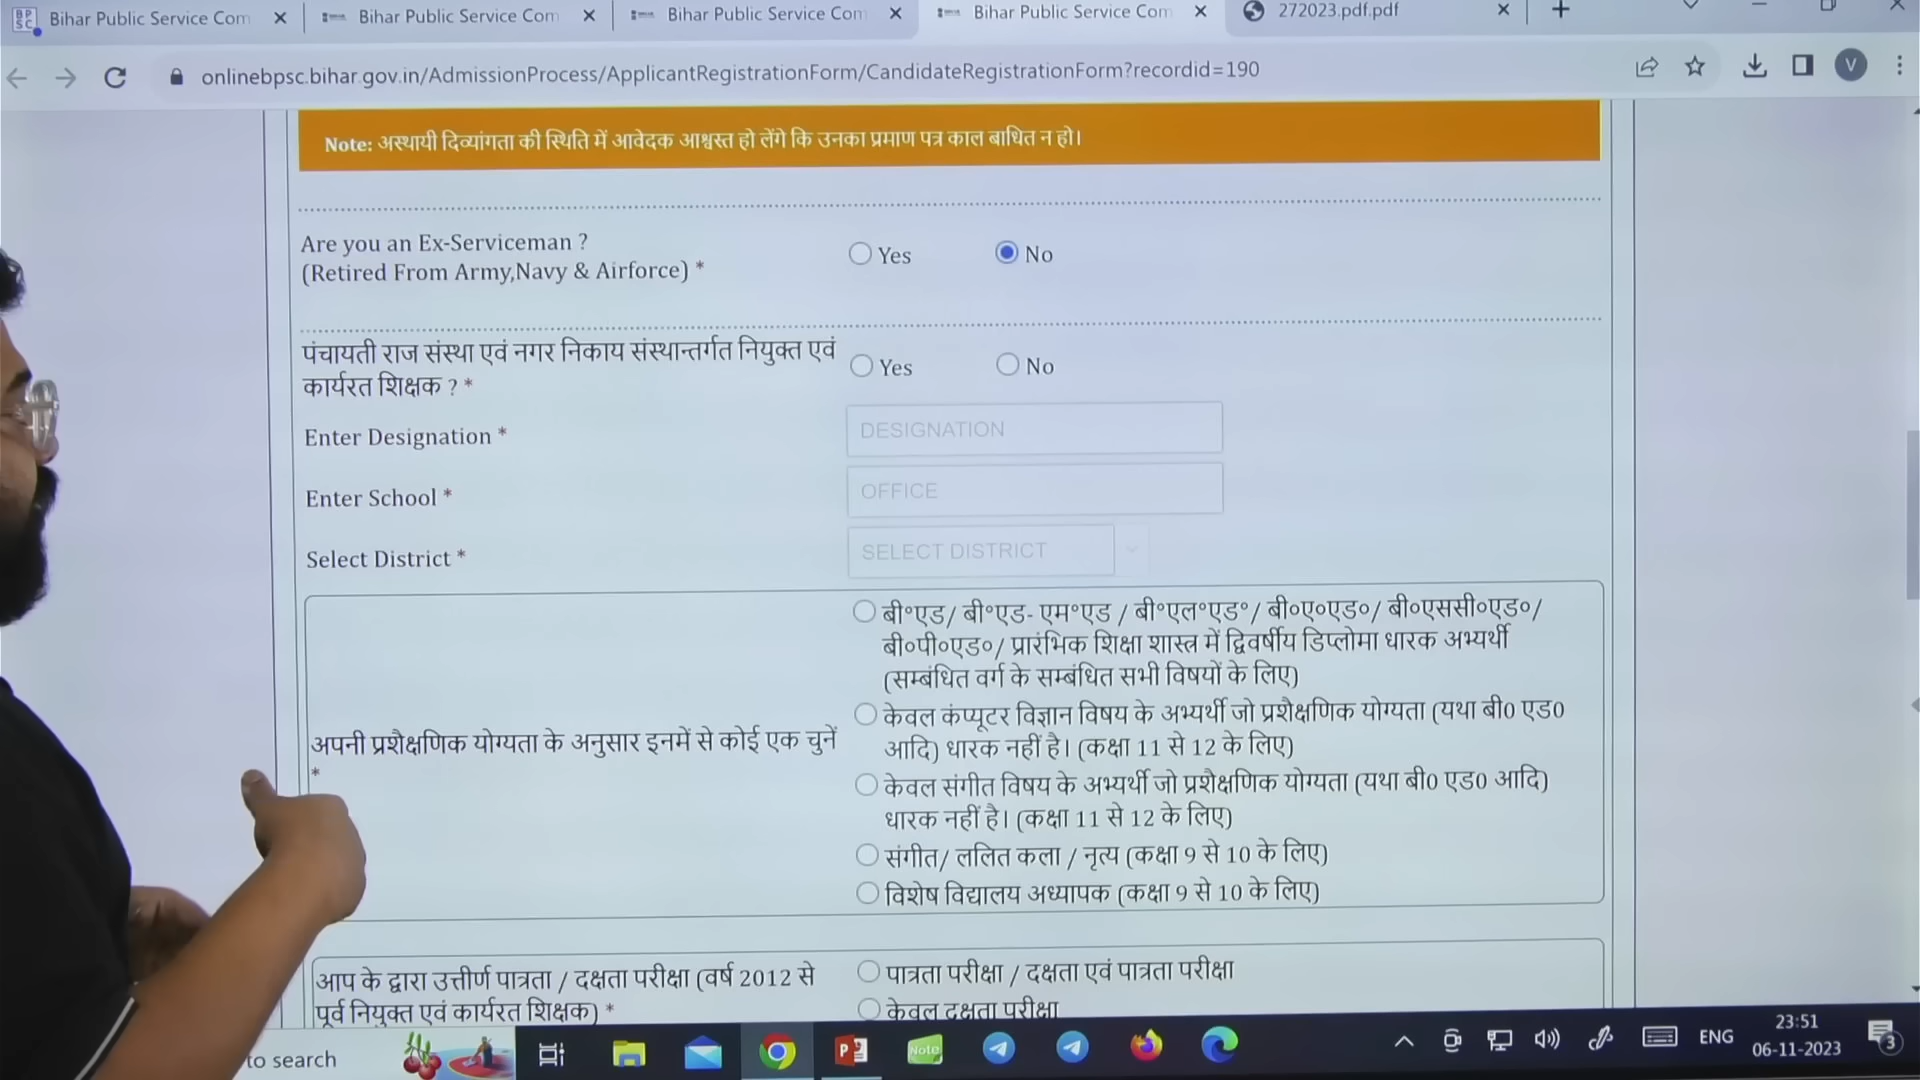 Bihar Public Service Com
Bihar Public Service Com
Bihar Public Service Com
Bihar Public Service Com
272023.pdf.pdf
onlinebpsc.bihar.gov.in/AdmissionProcess/ApplicantRegistrationForm/CandidateRegistrationForm?recordid=190
V
Note: अस्थायी दिव्यांगता की स्थिति में आवेदक आश्वस्त हो लेंगे कि उनका प्रमाण पत्र काल बाधित न हो।
Are you an Ex-Serviceman ?
(Retired From Army,Navy & Airforce) *
Yes No
पंचायती राज संस्था एवं नगर निकाय संस्थान्तर्गत नियुक्त एवं
कार्यरत शिक्षक ? *
Yes No
Enter Designation *
DESIGNATION
Enter School *
OFFICE
Select District *
SELECT DISTRICT
अपनी प्रशैक्षणिक योग्यता के अनुसार इनमें से कोई एक चुनें
*
बी°एड/ बी°एड- एम°एड / बी°एल°एड°/ बी०ए०एड०/ बी०एससी०एड०/
बी०पी०एड०/ प्रारंभिक शिक्षा शास्त्र में द्विवर्षीय डिप्लोमा धारक अभ्यर्थी
(सम्बंधित वर्ग के सम्बंधित सभी विषयों के लिए)
केवल कंप्यूटर विज्ञान विषय के अभ्यर्थी जो प्रशैक्षणिक योग्यता (यथा बी0 एड0
आदि) धारक नहीं है। (कक्षा 11 से 12 के लिए)
केवल संगीत विषय के अभ्यर्थी जो प्रशैक्षणिक योग्यता (यथा बी0 एड0 आदि)
धारक नहीं है। (कक्षा 11 से 12 के लिए)
संगीत/ ललित कला / नृत्य (कक्षा 9 से 10 के लिए)
विशेष विद्यालय अध्यापक (कक्षा 9 से 10 के लिए)
आप के द्वारा उत्तीर्ण पात्रता / दक्षता परीक्षा (वर्ष 2012 से
पूर्व नियुक्त एवं कार्यरत शिक्षक) *
पात्रता परीक्षा / दक्षता एवं पात्रता परीक्षा
केवल दक्षता परीक्षा
to search
Note
ENG
23:51
06-11-2023
3